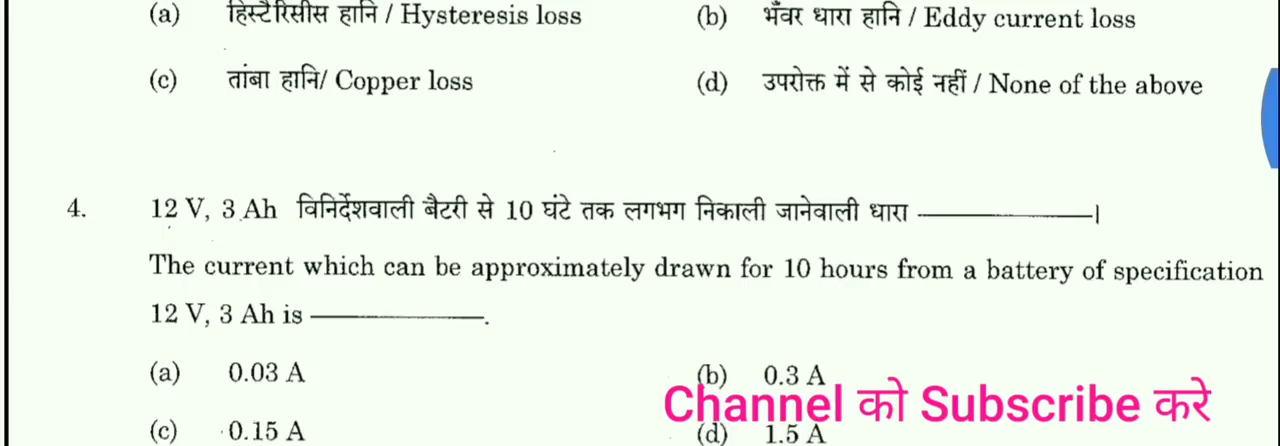 (a) हिस्टैरिसीस हानि / Hysteresis loss (b) भँवर धारा हानि / Eddy current loss
(c) तांबा हानि/ Copper loss (d) उपरोक्त में से कोई नहीं / None of the above
4. 12 V, 3 Ah विनिर्देशवाली बैटरी से 10 घंटे तक लगभग निकाली जानेवाली धारा ————।
The current which can be approximately drawn for 10 hours from a battery of specification
12 V, 3 Ah is ————.
(a) 0.03 A (b) 0.3 A
Channel को Subscribe करे
(c) 0.15 A (d) 1.5 A